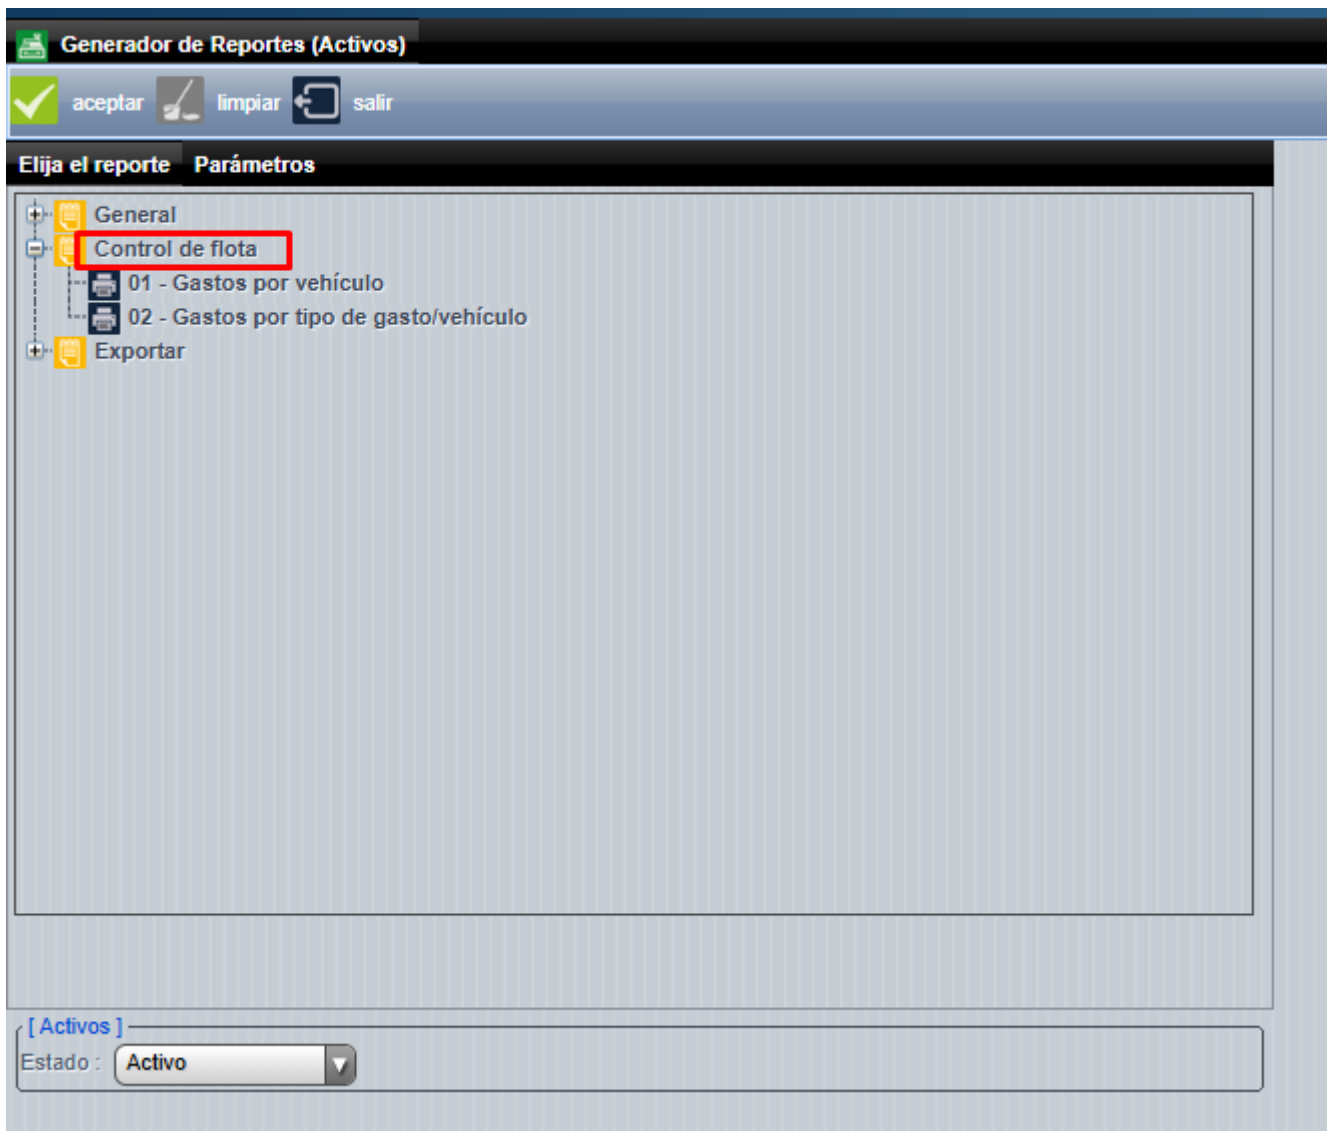 Generador de Reportes (Activos)
aceptar limpiar salir
Elija el reporte Parámetros
General
Control de flota
01 - Gastos por vehículo
02 - Gastos por tipo de gasto/vehículo
Exportar
[ Activos ]
Estado : Activo